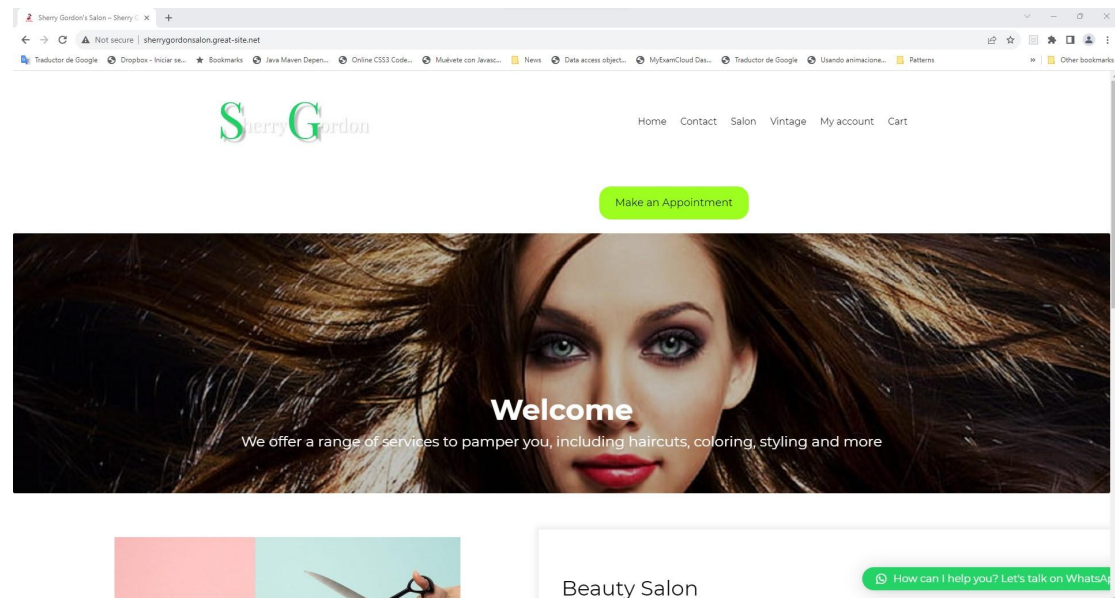 Sherry Gordon's Salon – Sherry G
Not secure | sherrygordonsalon.great-site.net
Traductor de Google Dropbox - Iniciar se... Bookmarks Java Maven Depen... Online CSS3 Code... Muévete con Javasc... News Data access object... MyExamCloud Das... Traductor de Google Usando animacione... Patterns » Other bookmarks
Sherry Gordon
Home Contact Salon Vintage My account Cart
Make an Appointment
Welcome
We offer a range of services to pamper you, including haircuts, coloring, styling and more
Beauty Salon
How can I help you? Let's talk on WhatsAp